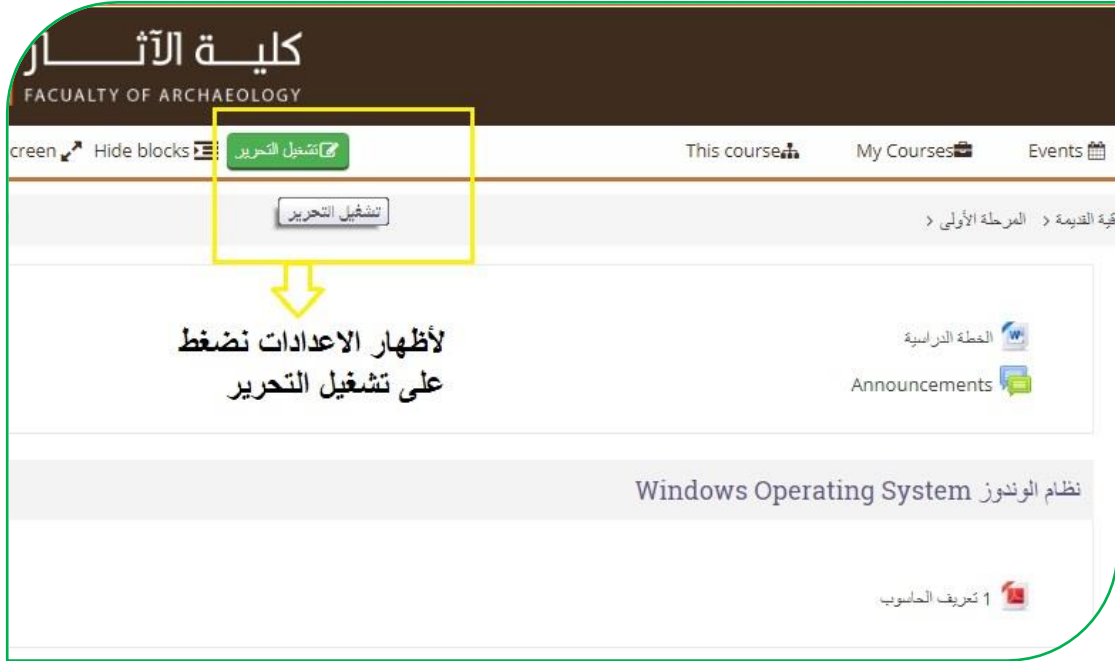 كليـــة الآثـــــار
FACUALTY OF ARCHAEOLOGY
creen Hide blocks تشغيل التحرير This course My Courses Events
تشغيل التحرير
المرحلة الأولى > القديمة >
لأظهار الاعدادات نضغط
على تشغيل التحرير
الخطة الدراسية
Announcements
نظام الوندوز Windows Operating System
1 تعريف الحاسوب